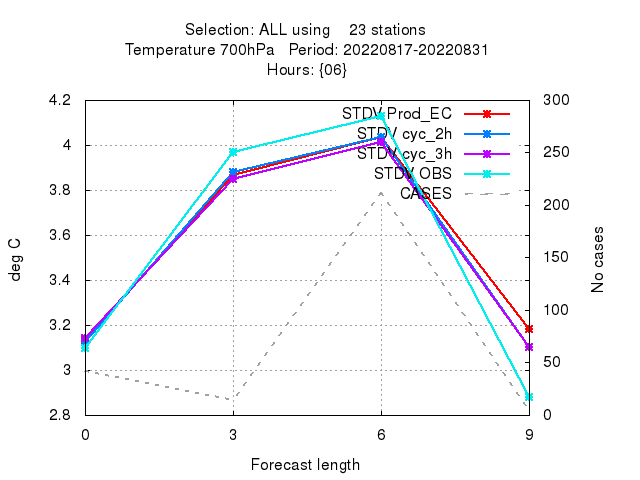 Selection: ALL using    23 stations
Temperature 700hPa   Period: 20220817-20220831
Hours: {06}
4.2
4
3.8
3.6
3.4
3.2
3
2.8
deg C
STDV Prod_EC
STDV cyc_2h
STDV cyc_3h
STDV OBS
CASES
300
250
200
150
100
50
0
No cases
0 3 6 9
Forecast length